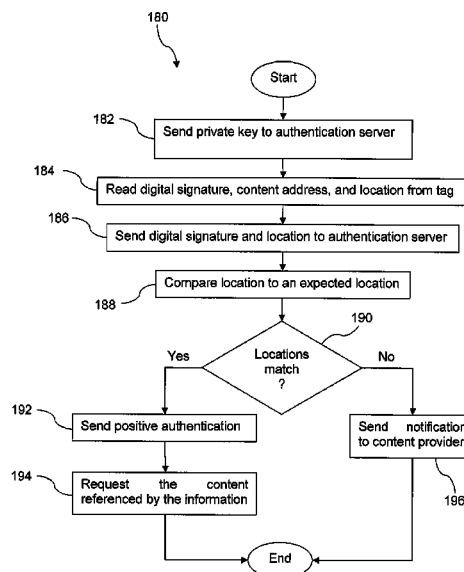 180
Start
182
Send private key to authentication server
184
Read digital signature, content address, and location from tag
186
Send digital signature and location to authentication server
188
Compare location to an expected location
190
Yes
Locations
match
?
No
192
Send positive authentication
Send notification
to content provider
194
Request the content
referenced by the information
196
End